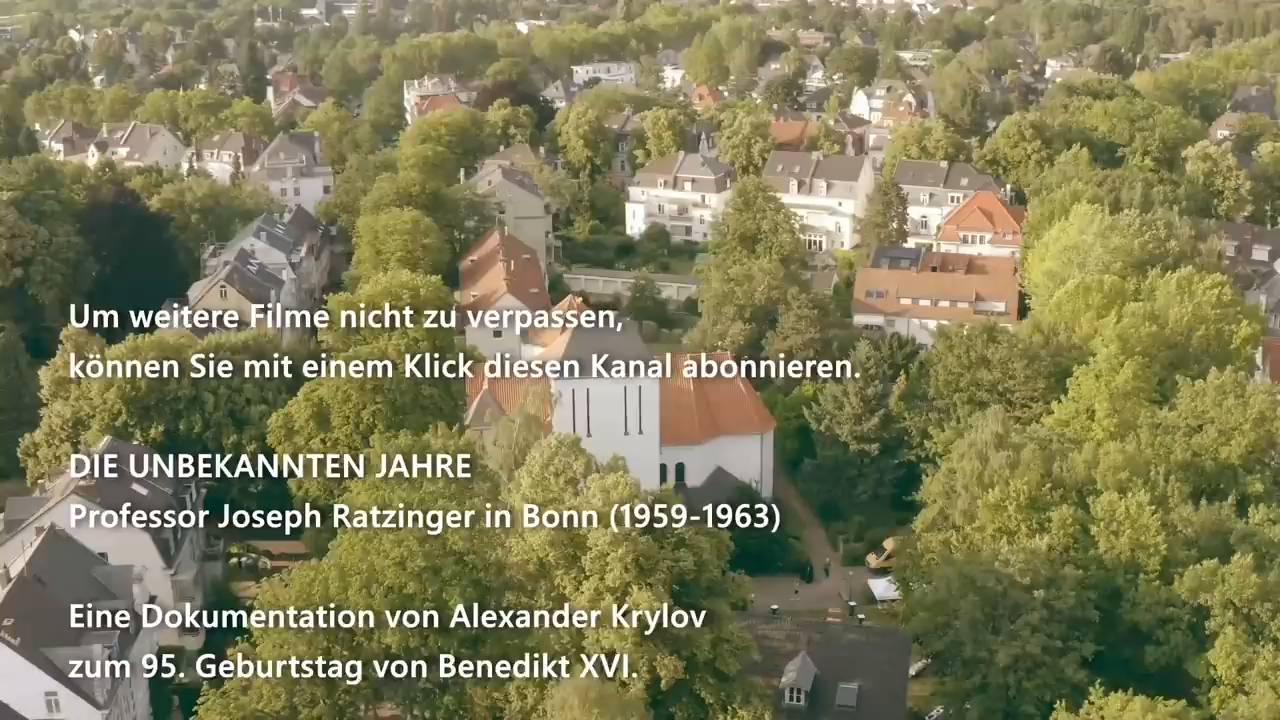 Um weitere Filme nicht zu verpassen,
können Sie mit einem Klick diesen Kanal abonnieren.
DIE UNBEKANNTEN JAHRE
Professor Joseph Ratzinger in Bonn (1959-1963)
Eine Dokumentation von Alexander Krylov
zum 95. Geburtstag von Benedikt XVI.